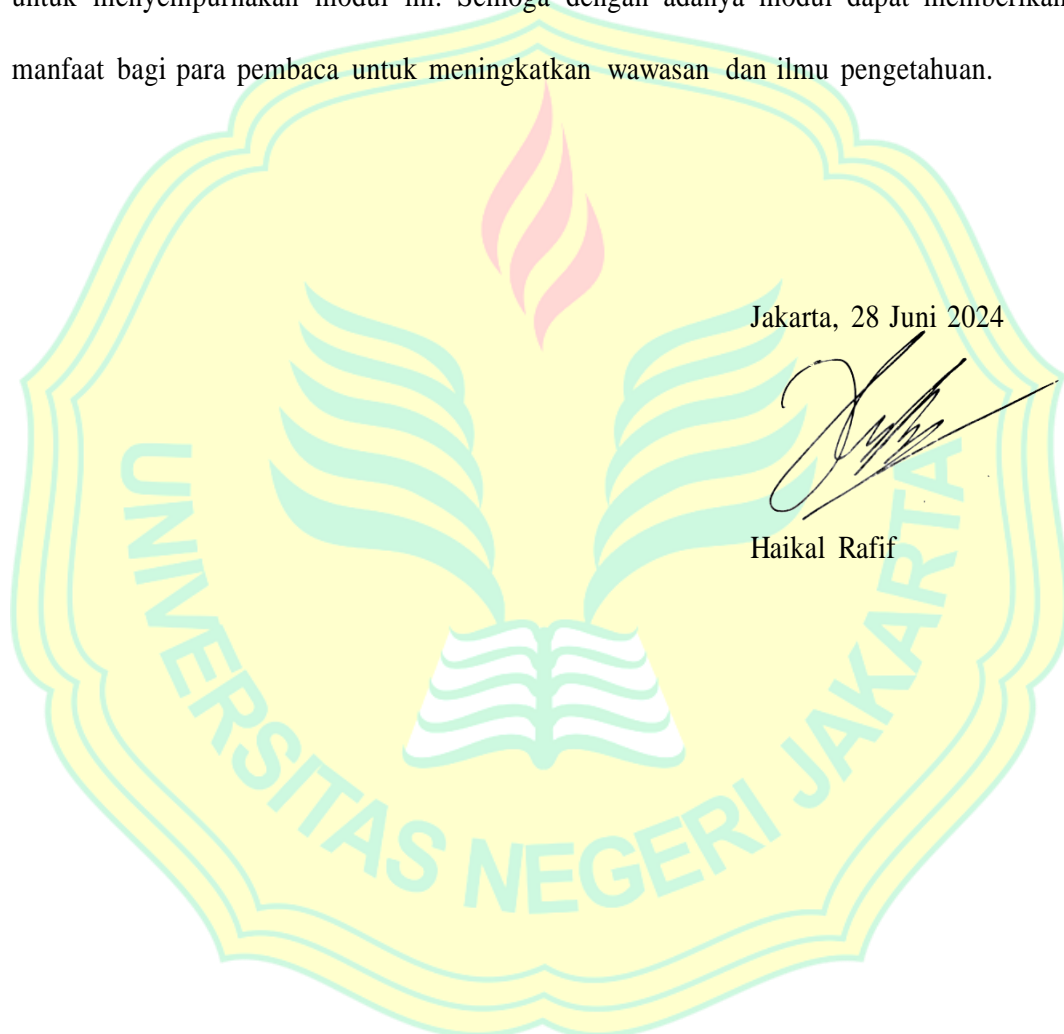 untuk menyempurnakan modul ini. Semoga dengan adanya modul dapat memberikan
manfaat bagi para pembaca untuk meningkatkan wawasan dan ilmu pengetahuan.
Jakarta, 28 Juni 2024
Haikal Rafif
UNIVERSITAS NEGERI JAKARTA